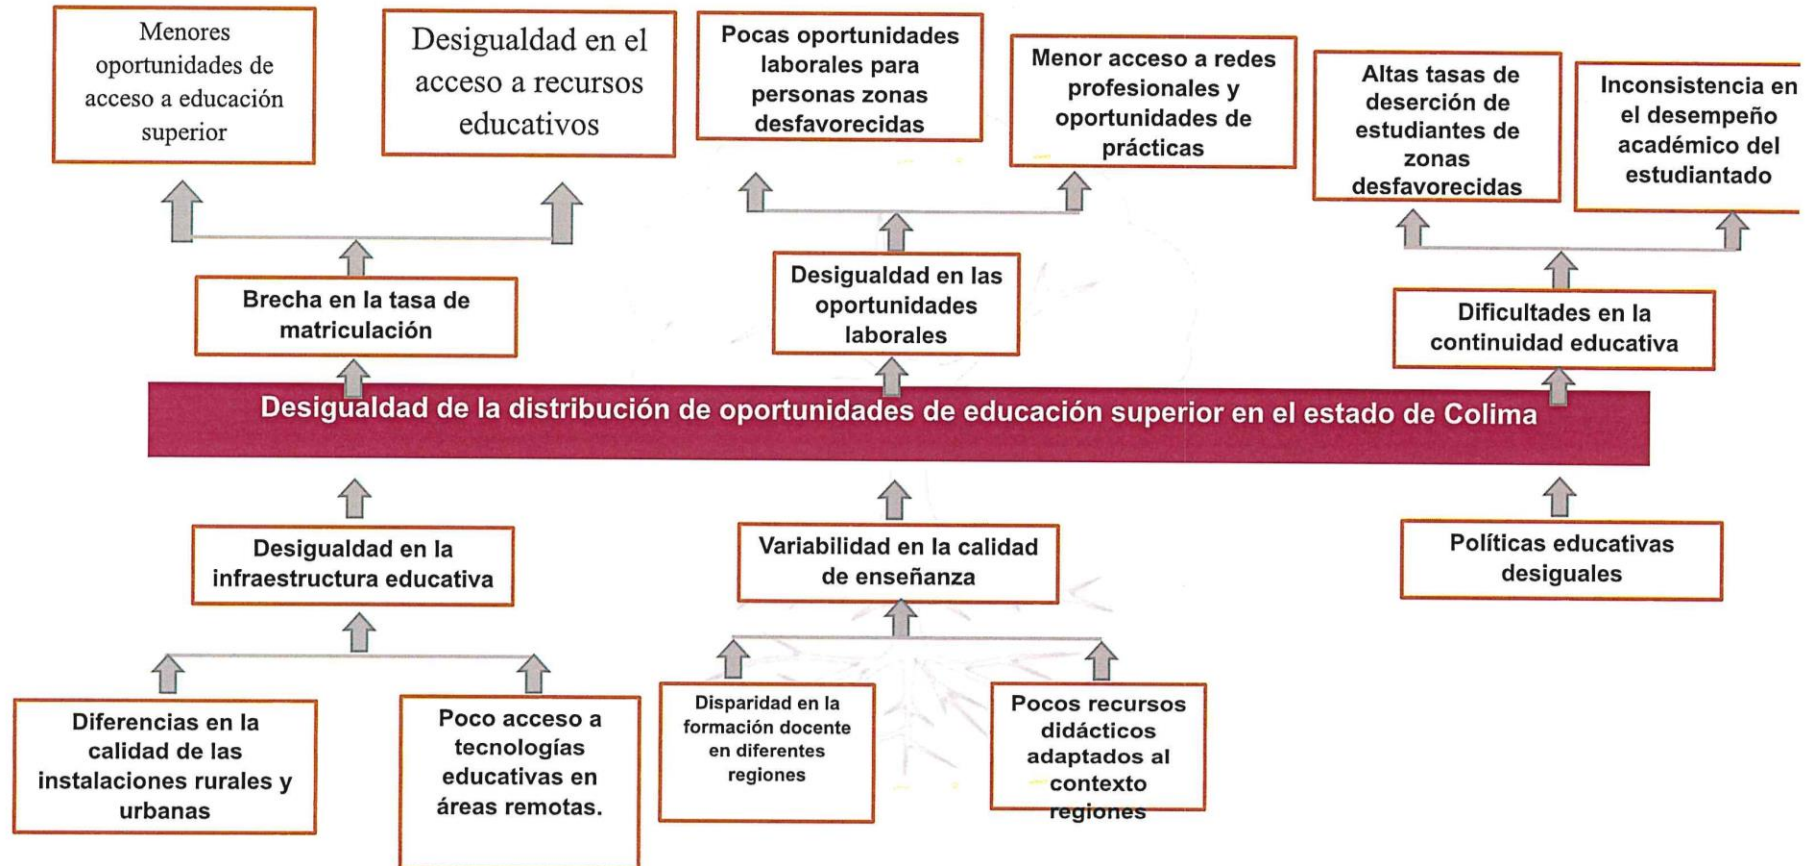 Menores
oportunidades de
acceso a educación
superior
Desigualdad en el
acceso a recursos
educativos
Pocas oportunidades
laborales para
personas zonas
desfavorecidas
Menor acceso a redes
profesionales y
oportunidades de
prácticas
Altas tasas de
deserción de
estudiantes de
zonas
desfavorecidas
Inconsistencia en
el desempeño
académico del
estudiantado
Brecha en la tasa de
matriculación
Desigualdad en las
oportunidades
laborales
Dificultades en la
continuidad educativa
Desigualdad de la distribución de oportunidades de educación superior en el estado de Colima
Desigualdad en la
infraestructura educativa
Variabilidad en la calidad
de enseñanza
Políticas educativas
desiguales
Diferencias en la
calidad de las
instalaciones rurales y
urbanas
Poco acceso a
tecnologías
educativas en
áreas remotas.
Disparidad en la
formación docente
en diferentes
regiones
Pocos recursos
didácticos
adaptados al
contexto
regiones